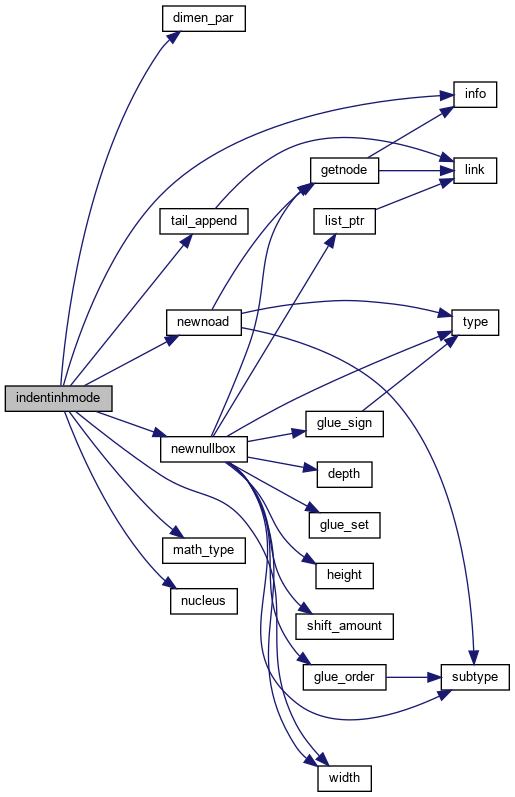 dimen_par
info
getnode
link
tail_append
list_ptr
newnoad
type
indentinhmode
glue_sign
newnullbox
depth
glue_set
math_type
height
nucleus
shift_amount
glue_order
subtype
width